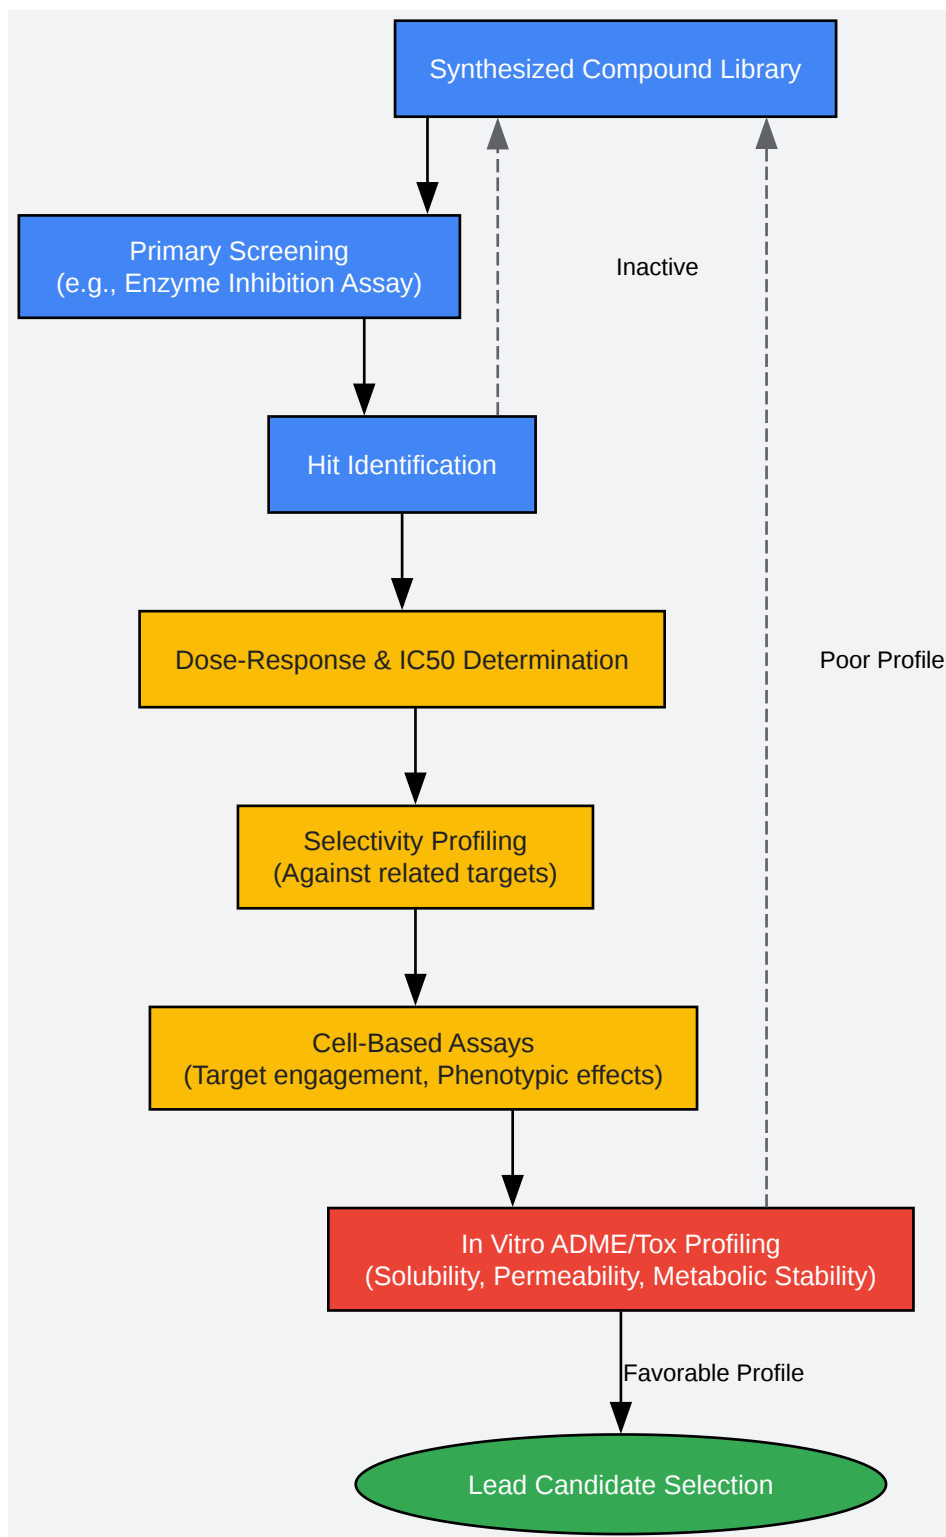 Synthesized Compound Library
Primary Screening
(e.g., Enzyme Inhibition Assay)
Inactive
Hit Identification
Dose-Response & IC50 Determination
Poor Profile
Selectivity Profiling
(Against related targets)
Cell-Based Assays
(Target engagement, Phenotypic effects)
In Vitro ADME/Tox Profiling
(Solubility, Permeability, Metabolic Stability)
Favorable Profile
Lead Candidate Selection